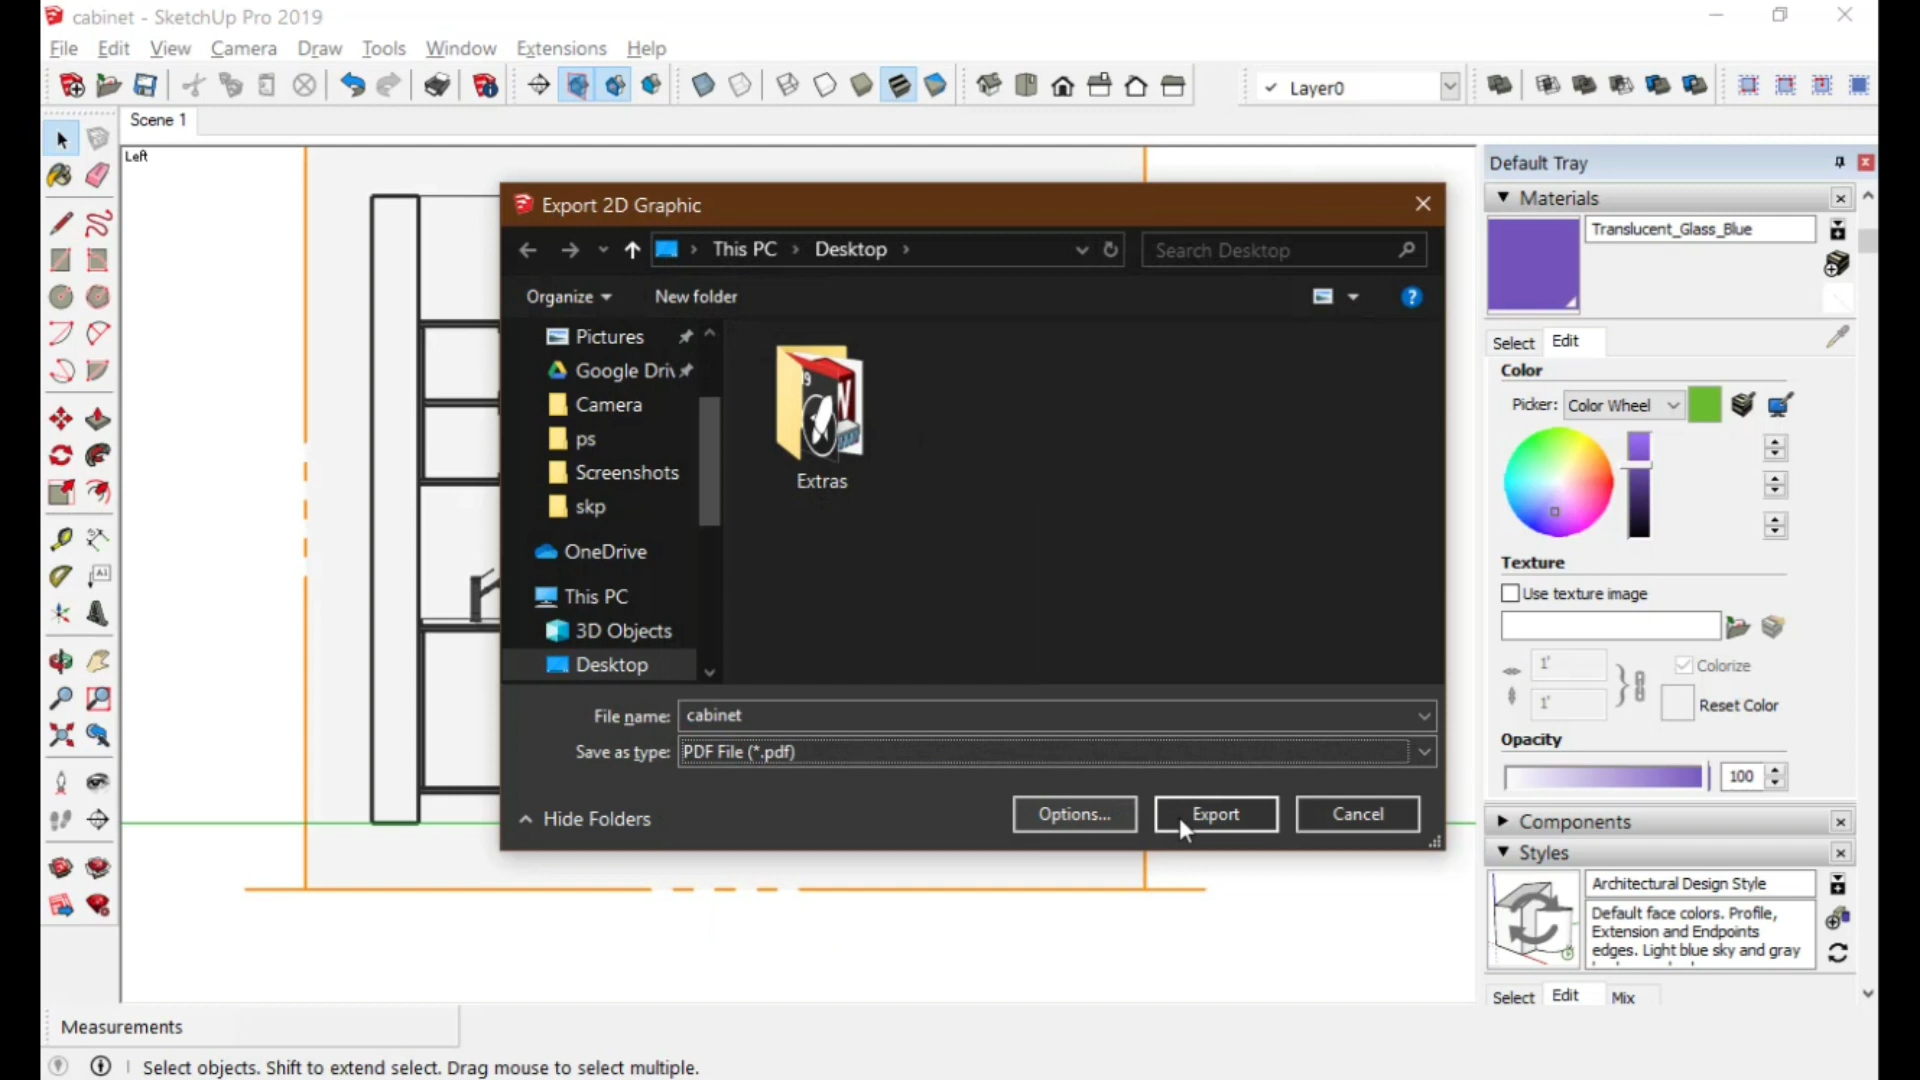 cabinet - SketchUp Pro 2019
File Edit View Camera Draw Tools Window Extensions Help
Layer0
Scene 1
Left
Export 2D Graphic
This PC Desktop
Search Desktop
Organize New folder
Pictures
Google Driv
Camera
ps
Screenshots
skp
OneDrive
This PC
3D Objects
Desktop
Extras
File name: cabinet
Save as type: PDF File (*.pdf)
Hide Folders
Options... Export Cancel
Default Tray
Materials
Translucent_Glass_Blue
Select Edit
Color
Picker: Color Wheel
Texture
Use texture image
1'
Colorize
1'
Reset Color
Opacity
100
Components
Styles
Architectural Design Style
Default face colors. Profile,
Extension and Endpoints
edges. Light blue sky and gray
Select Edit Mix
Measurements
Select objects. Shift to extend select. Drag mouse to select multiple.